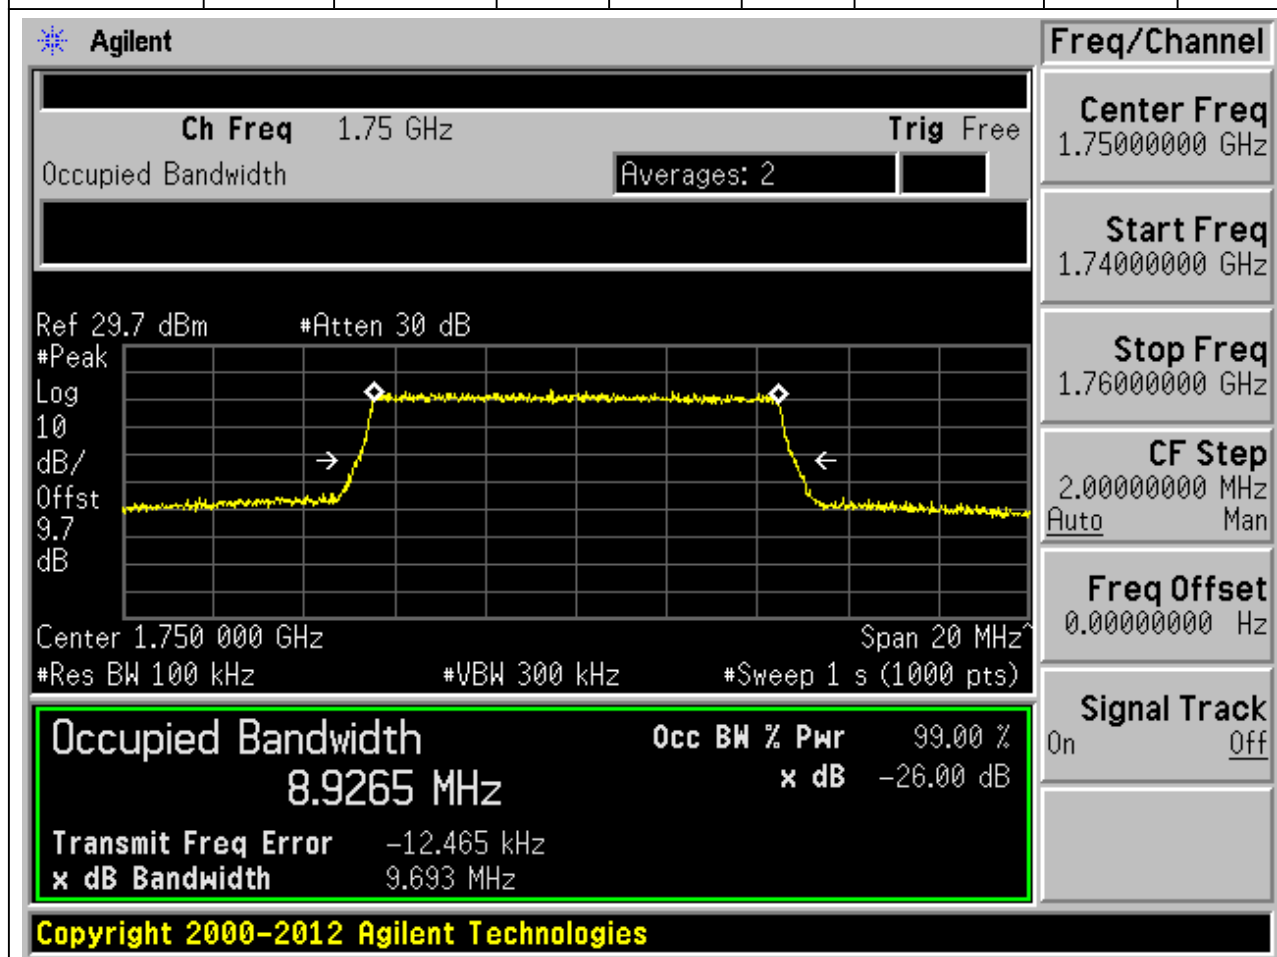 Agilent
Freq/Channel
Ch Freq 1.75 GHz Trig Free
Occupied Bandwidth Averages: 2
Center Freq
1.75000000 GHz
Start Freq
1.74000000 GHz
Stop Freq
1.76000000 GHz
CF Step
2.00000000 MHz
Auto Man
Freq Offset
0.00000000 Hz
Signal Track
On Off
Ref 29.7 dBm #Atten 30 dB
#Peak
Log
10
dB/
Offst
9.7
dB
Center 1.750 000 GHz Span 20 MHz^
#Res BW 100 kHz #VBW 300 kHz #Sweep 1 s (1000 pts)
Occupied Bandwidth Occ BW % Pwr 99.00 %
8.9265 MHz x dB -26.00 dB
Transmit Freq Error -12.465 kHz
x dB Bandwidth 9.693 MHz
Copyright 2000-2012 Agilent Technologies